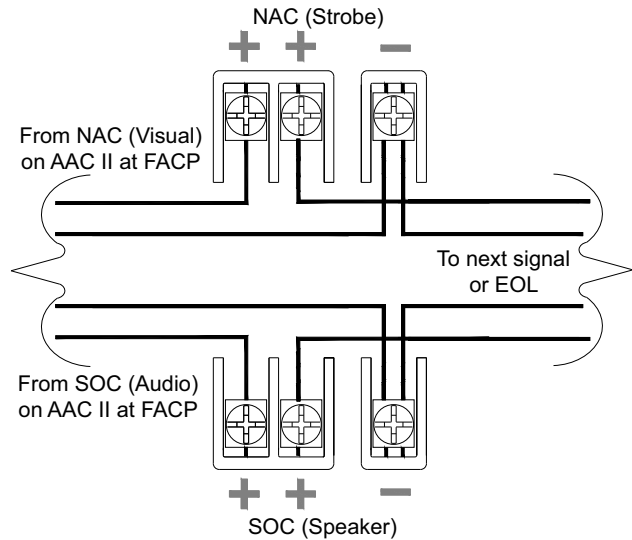 NAC (Strobe)
+ + −
From NAC (Visual)
on AAC II at FACP
To next signal
or EOL
From SOC (Audio)
on AAC II at FACP
+ + −
SOC (Speaker)